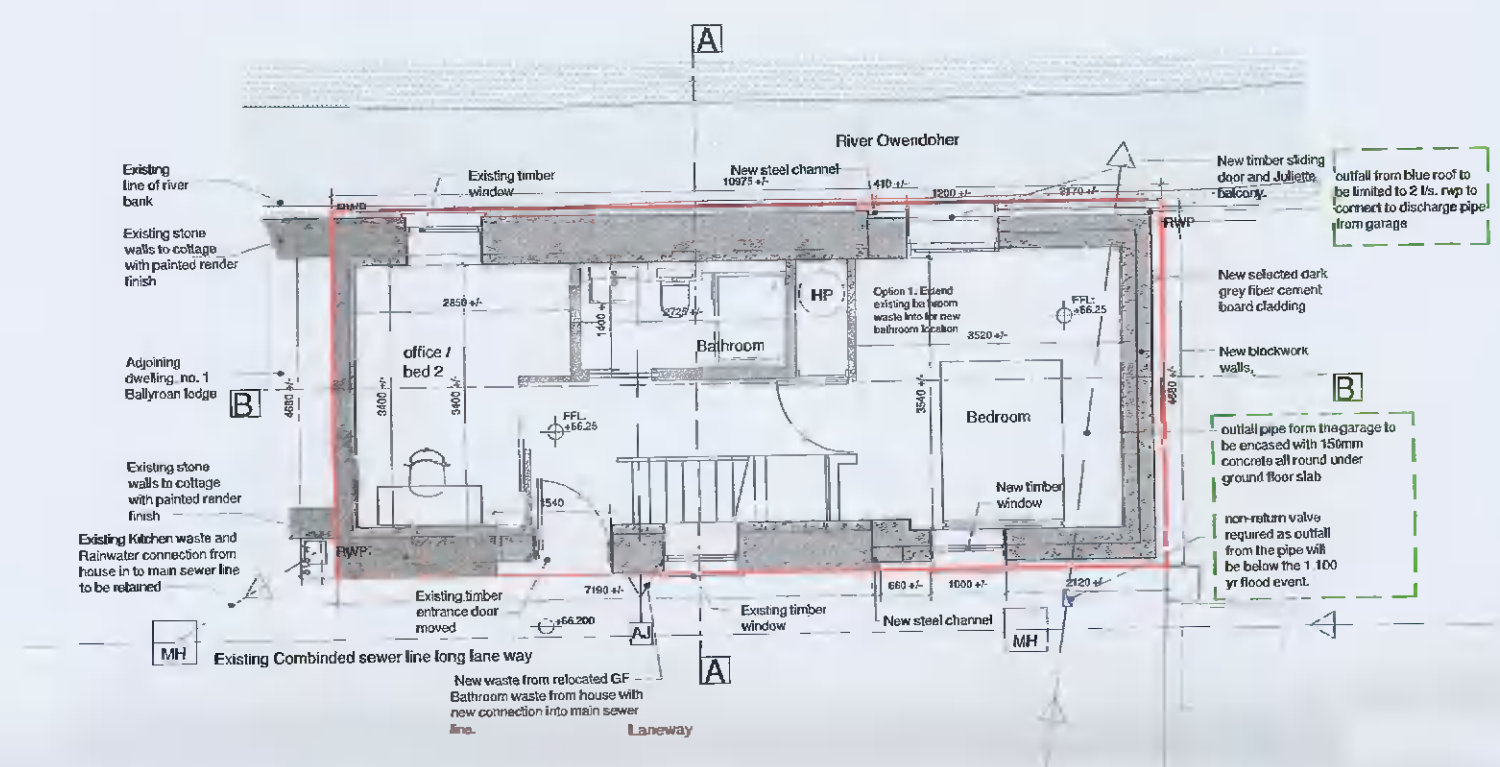 A
River Owendoher
Existing
line of river
bank
Existing timber
window
New steel channel
10975 +/-
410 +/-
1200 +/-
2170 +/-
New timber sliding
door and Juliette
balcony.
outfall from blue roof to
be limited to 2 l/s. rwp to
connect to discharge pipe
from garage
RWP
RWP
Existing stone
walls to cottage
with painted render
finish
New selected dark
grey fiber cement
board cladding
2850 +/-
1400 +/-
2725 +/-
HP
Option 1. Extend
existing bathroom
waste into for new
bathroom location
FFL:
+66.25
3520 +/-
office /
bed 2
Bathroom
New blockwork
walls,
Adjoining
dwelling, no. 1
Ballyroan lodge
B
4680 +/-
3400 +/-
3400 +/-
3540 +/-
4680 +/-
B
FFL:
+66.25
Bedroom
outfall pipe form the garage to
be encased with 150mm
concrete all round under
ground floor slab
Existing stone
walls to cottage
with painted render
finish
New timber
window
non-return valve
required as outfall
from the pipe will
be below the 1.100
yr flood event.
Existing Kitchen waste and
Rainwater connection from
house in to main sewer line
to be retained
RWP
7190 +/-
660 +/-
1000 +/-
2120 +/-
Existing timber
entrance door
moved
+66.200
AJ
Existing timber
window
New steel channel
MH
MH
Existing Combinded sewer line long lane way
A
New waste from relocated GF
Bathroom waste from house with
new connection into main sewer
line.
Laneway